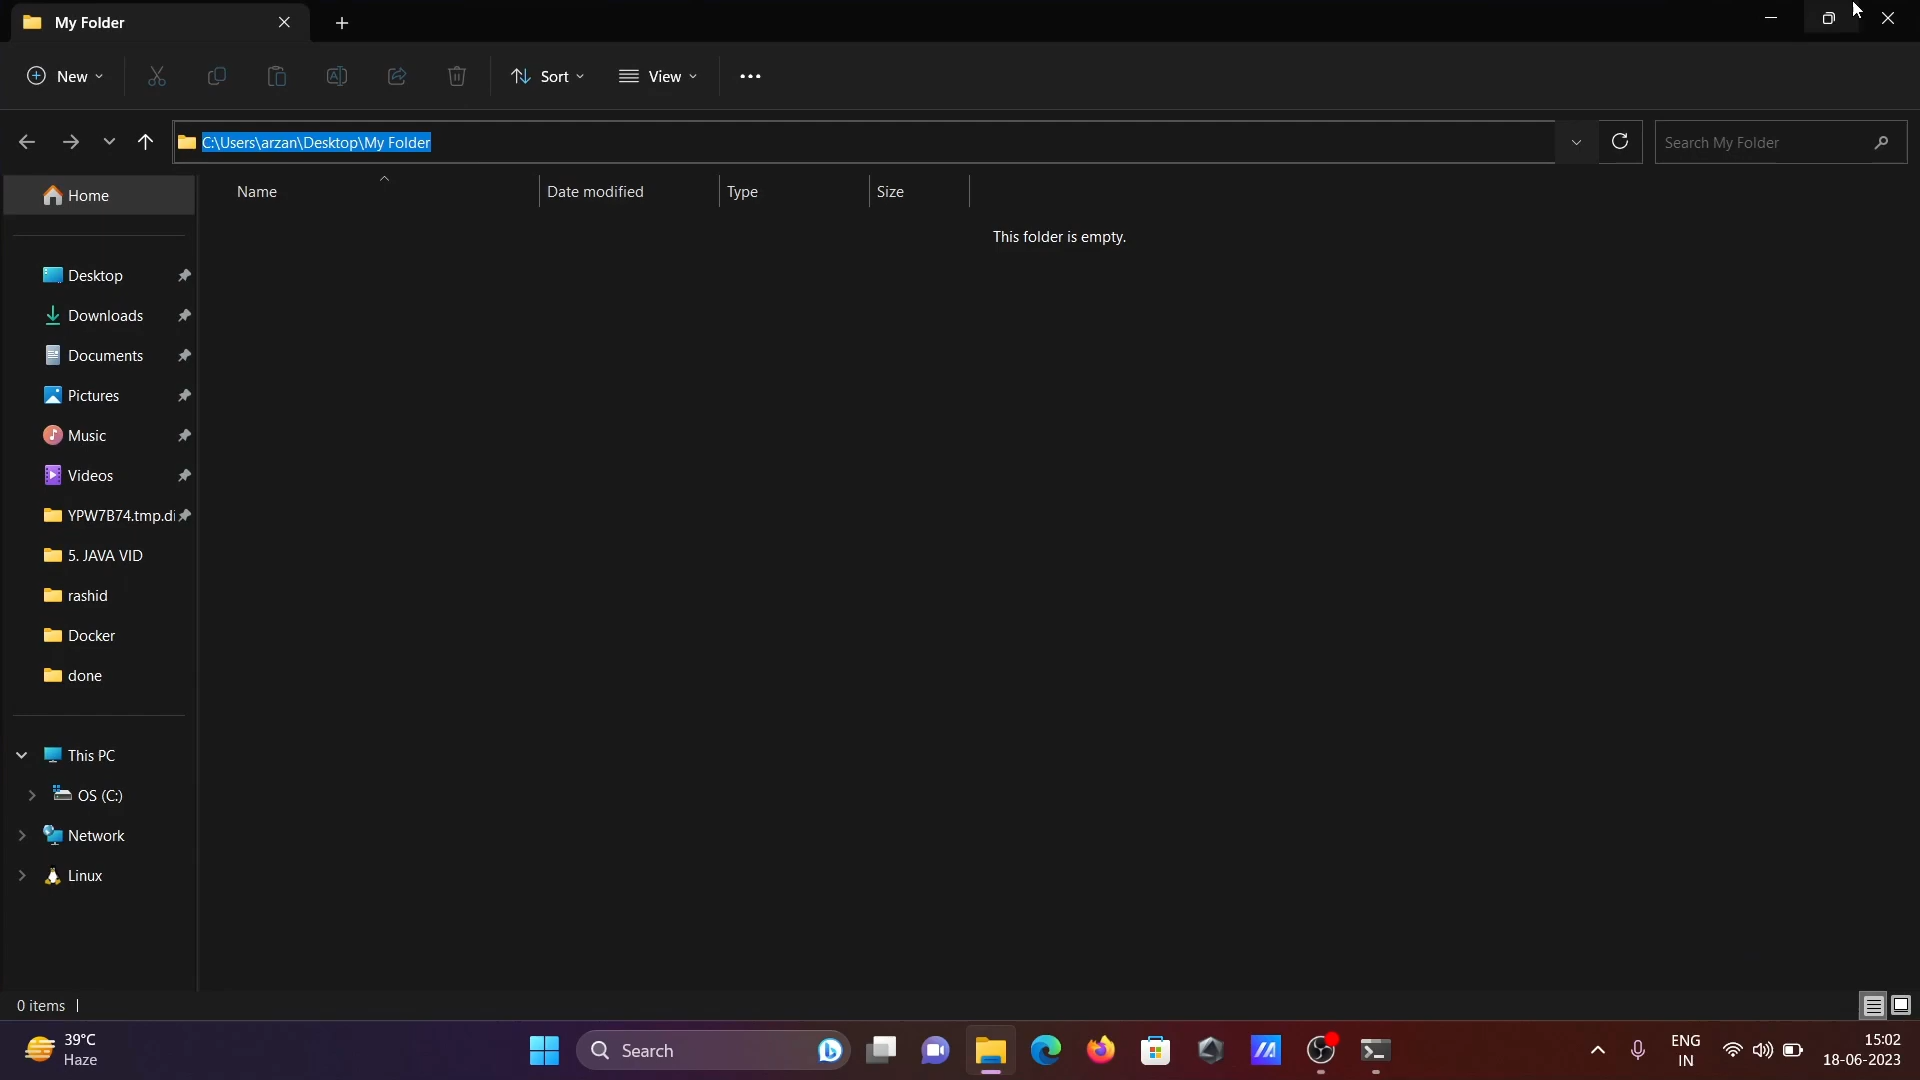 My Folder
New
Sort
View
C:\Users\arzan\Desktop\My Folder
Search My Folder
Home
Name
Date modified
Type
Size
This folder is empty.
Desktop
Downloads
Documents
Pictures
Music
Videos
YPW7B74.tmp.di
5. JAVA VID
rashid
Docker
done
This PC
OS (C:)
Network
Linux
0 items
39°C
Haze
Search
ENG
IN
15:02
18-06-2023